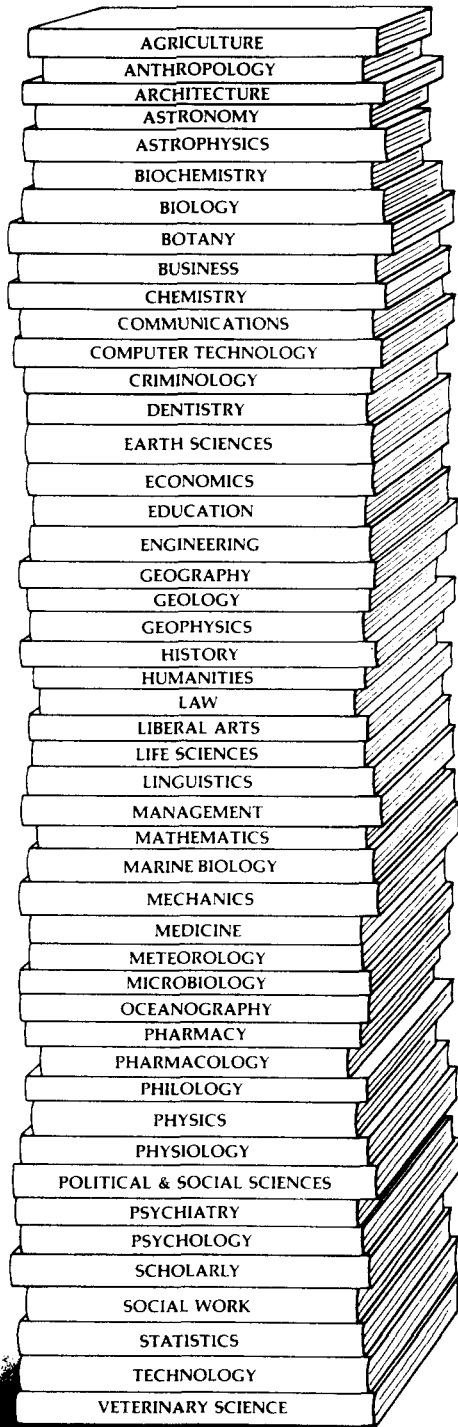 AGRICULTURE
ANTHROPOLOGY
ARCHITECTURE
ASTRONOMY
ASTROPHYSICS
BIOCHEMISTRY
BIOLOGY
BOTANY
BUSINESS
CHEMISTRY
COMMUNICATIONS
COMPUTER TECHNOLOGY
CRIMINOLOGY
DENTISTRY
EARTH SCIENCES
ECONOMICS
EDUCATION
ENGINEERING
GEOGRAPHY
GEOLOGY
GEOPHYSICS
HISTORY
HUMANITIES
LAW
LIBERAL ARTS
LIFE SCIENCES
LINGUISTICS
MANAGEMENT
MATHEMATICS
MARINE BIOLOGY
MECHANICS
MEDICINE
METEOROLOGY
MICROBIOLOGY
OCEANOGRAPHY
PHARMACY
PHARMACOLOGY
PHILOLOGY
PHYSICS
PHYSIOLOGY
POLITICAL & SOCIAL SCIENCES
PSYCHIATRY
PSYCHOLOGY
SCHOLARLY
SOCIAL WORK
STATISTICS
TECHNOLOGY
VETERINARY SCIENCE